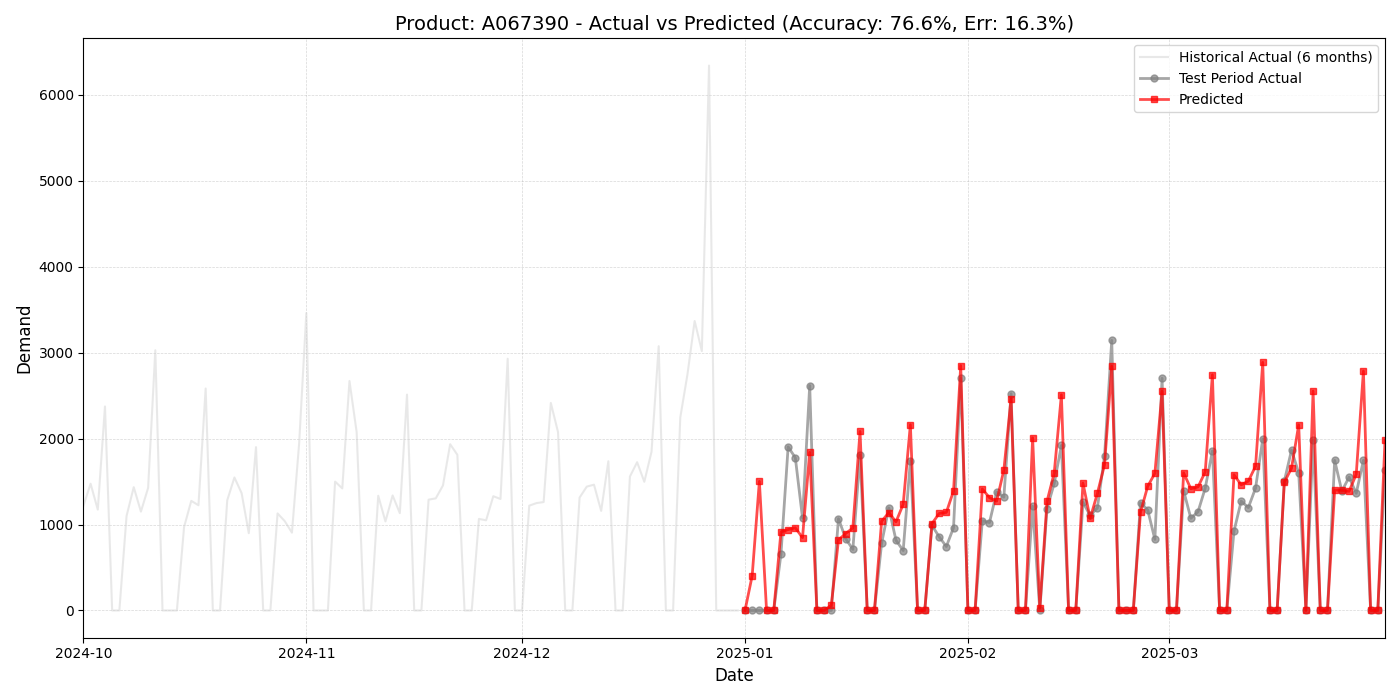 Product: A067390 - Actual vs Predicted (Accuracy: 76.6%, Err: 16.3%)
Historical Actual (6 months)
Test Period Actual
Predicted
Demand
6000
5000
4000
3000
2000
1000
0
2024-10
2024-11
2024-12
2025-01
2025-02
2025-03
Date